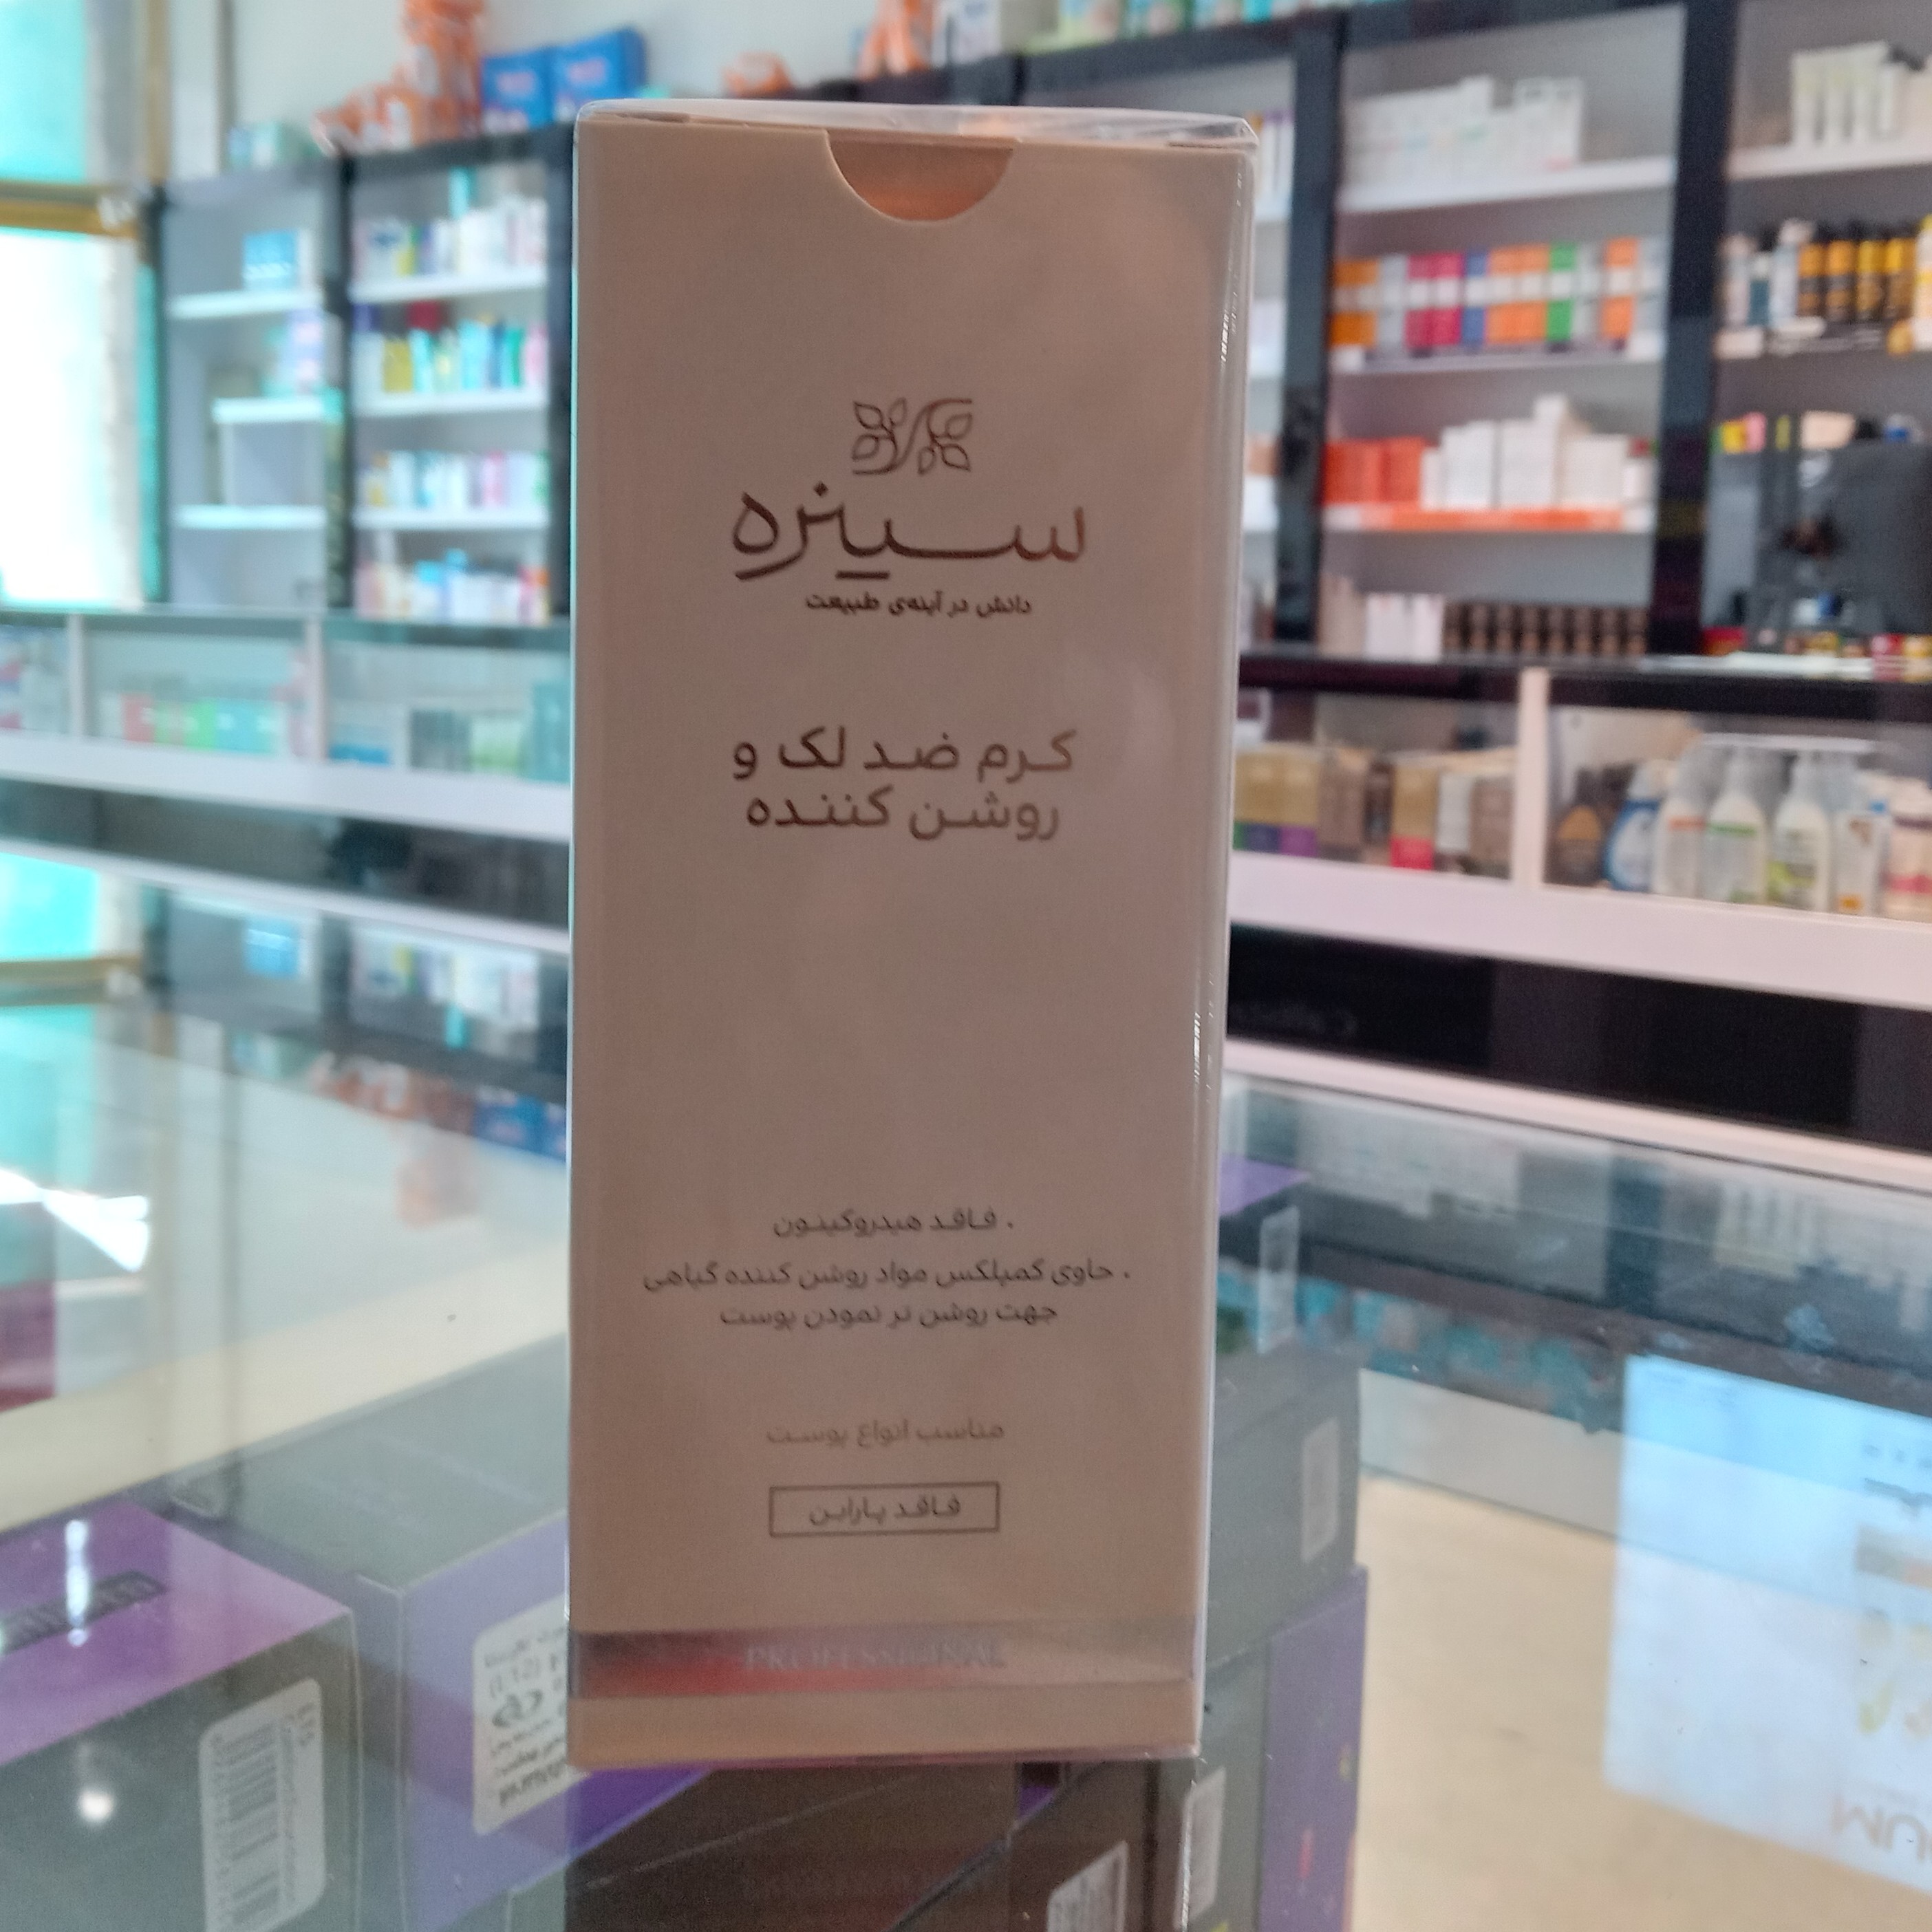 سینره
دانش در آینه‌ی طبیعت
کرم ضد لک و
روشن کننده
. فاقد هیدروکینون
. حاوی کمپلکس مواد روشن کننده گیاهی
جهت روشن تر نمودن پوست
مناسب انواع پوست
فاقد پارابن
PROFESSIONAL